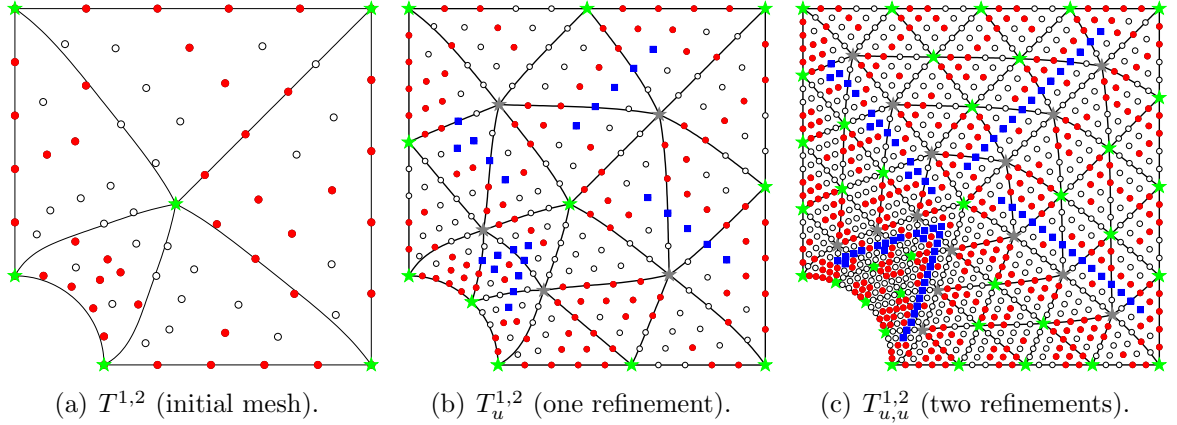 (a) $T^{1,2}$ (initial mesh).
(b) $T_u^{1,2}$ (one refinement).
(c) $T_{u,u}^{1,2}$ (two refinements).